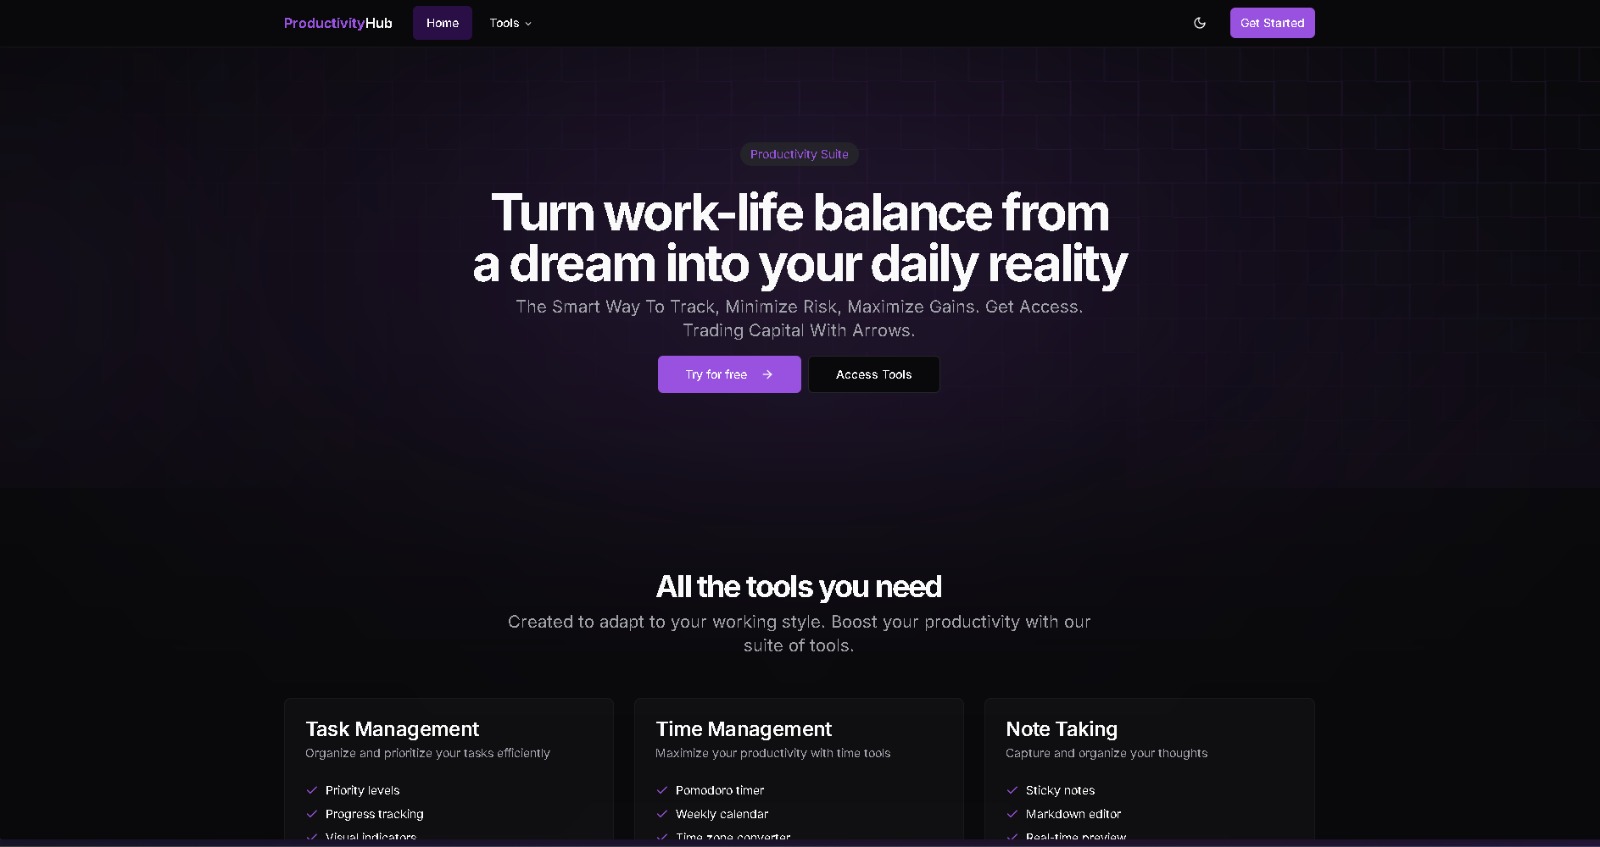 ProductivityHub
Home
Tools
Get Started
Productivity Suite
Turn work-life balance from
a dream into your daily reality
The Smart Way To Track, Minimize Risk, Maximize Gains. Get Access.
Trading Capital With Arrows.
Try for free
Access Tools
All the tools you need
Created to adapt to your working style. Boost your productivity with our
suite of tools.
Task Management
Organize and prioritize your tasks efficiently
Priority levels
Progress tracking
Visual indicators
Time Management
Maximize your productivity with time tools
Pomodoro timer
Weekly calendar
Time zone converter
Note Taking
Capture and organize your thoughts
Sticky notes
Markdown editor
Real-time preview